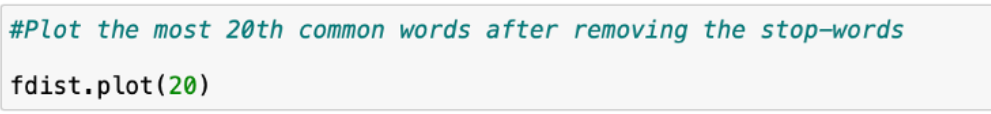 #Plot the most 20th common words after removing the stop-words
fdist.plot(20)